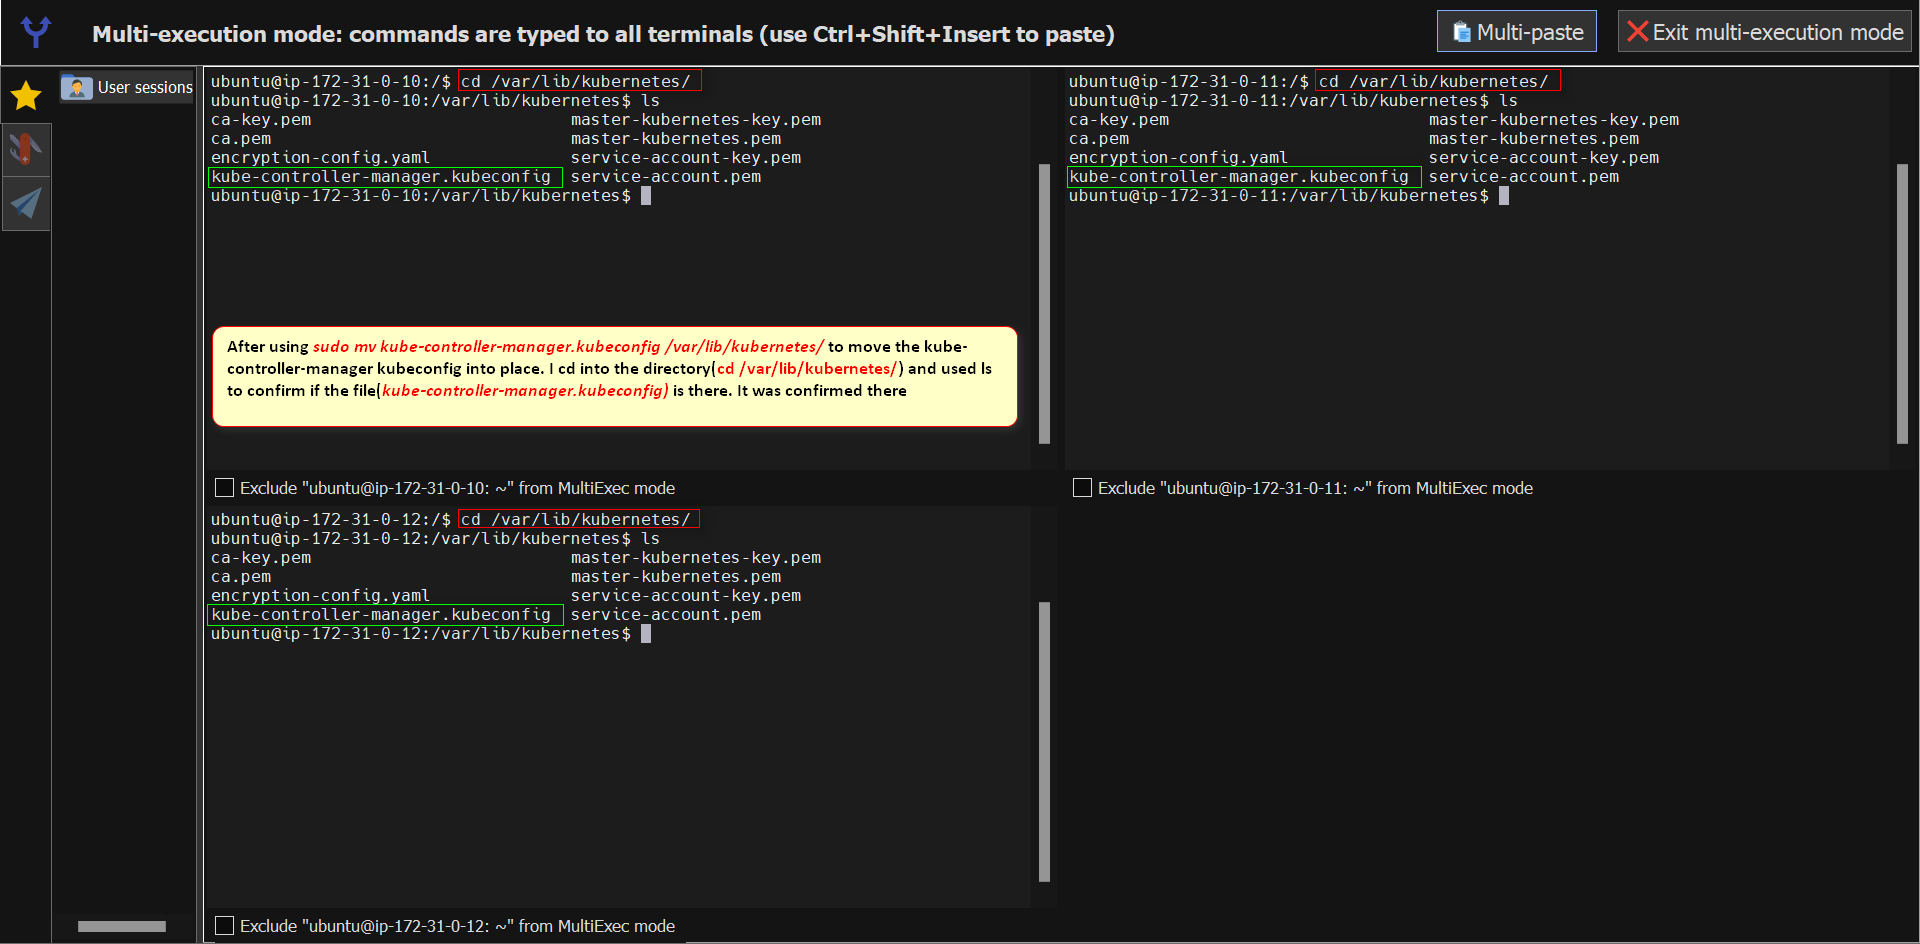 Multi-execution mode: commands are typed to all terminals (use Ctrl+Shift+Insert to paste)
Multi-paste
Exit multi-execution mode
User sessions
ubuntu@ip-172-31-0-10:/$ cd /var/lib/kubernetes/
ubuntu@ip-172-31-0-10:/var/lib/kubernetes$ ls
ca-key.pem master-kubernetes-key.pem
ca.pem master-kubernetes.pem
encryption-config.yaml service-account-key.pem
kube-controller-manager.kubeconfig service-account.pem
ubuntu@ip-172-31-0-10:/var/lib/kubernetes$
After using sudo mv kube-controller-manager.kubeconfig /var/lib/kubernetes/ to move the kube-
controller-manager kubeconfig into place. I cd into the directory(cd /var/lib/kubernetes/) and used ls
to confirm if the file(kube-controller-manager.kubeconfig) is there. It was confirmed there
Exclude "ubuntu@ip-172-31-0-10: ~" from MultiExec mode
ubuntu@ip-172-31-0-11:/$ cd /var/lib/kubernetes/
ubuntu@ip-172-31-0-11:/var/lib/kubernetes$ ls
ca-key.pem master-kubernetes-key.pem
ca.pem master-kubernetes.pem
encryption-config.yaml service-account-key.pem
kube-controller-manager.kubeconfig service-account.pem
ubuntu@ip-172-31-0-11:/var/lib/kubernetes$
Exclude "ubuntu@ip-172-31-0-11: ~" from MultiExec mode
ubuntu@ip-172-31-0-12:/$ cd /var/lib/kubernetes/
ubuntu@ip-172-31-0-12:/var/lib/kubernetes$ ls
ca-key.pem master-kubernetes-key.pem
ca.pem master-kubernetes.pem
encryption-config.yaml service-account-key.pem
kube-controller-manager.kubeconfig service-account.pem
ubuntu@ip-172-31-0-12:/var/lib/kubernetes$
Exclude "ubuntu@ip-172-31-0-12: ~" from MultiExec mode